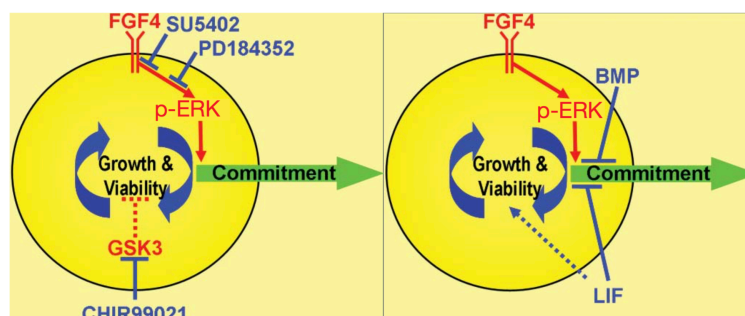 FGF4
SU5402
PD184352
p-ERK
Growth &
Viability
Commitment
GSK3
CHIR99021
FGF4
BMP
p-ERK
Growth &
Viability
Commitment
LIF